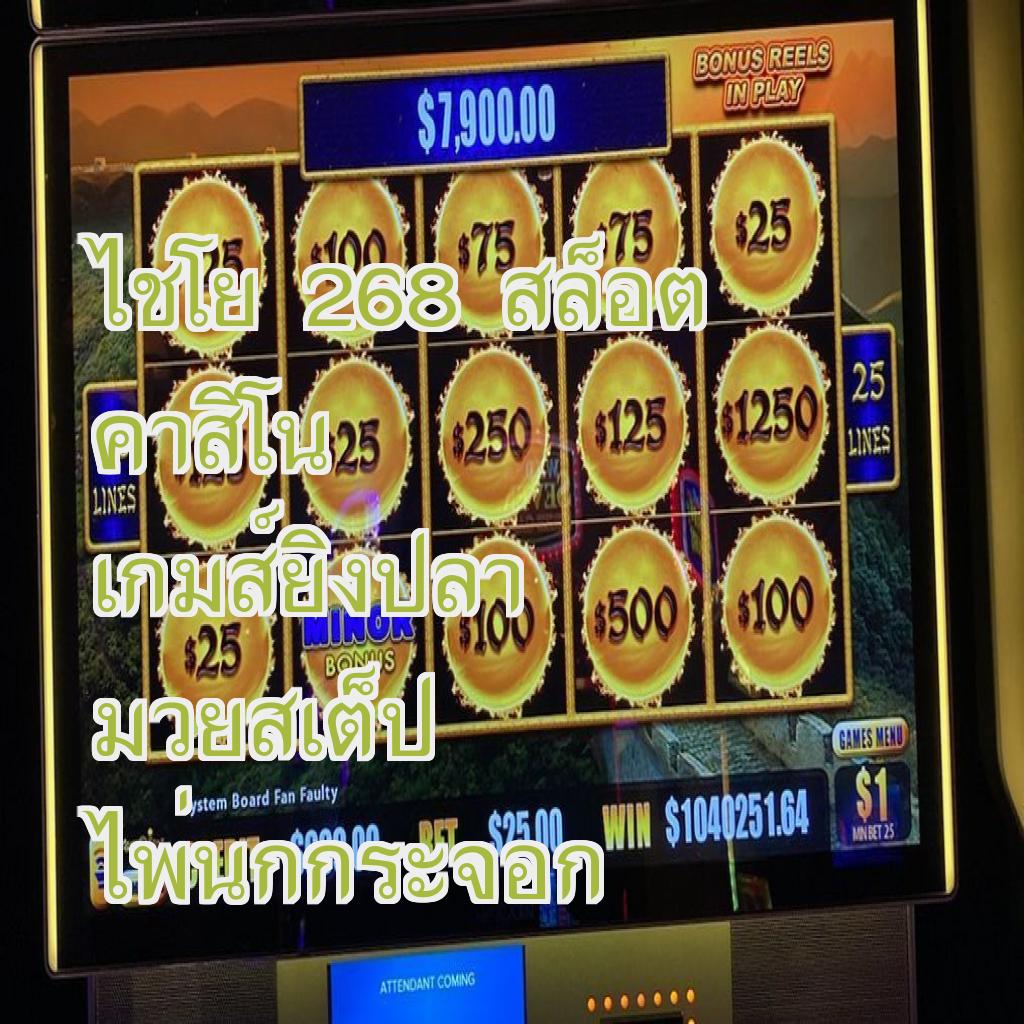 BONUS REELS
IN PLAY
$7,900.00
$100 $75 $75 $25
ไชโย 268 สล็อต
25
LINES
$25 $250 $125 $1250
LINES
คาสิโน
เกมส์ยิงปลา
$25 MINOR
BONUS $100 $500 $100
มวยสเต็ป
GAMES MENU
$1
MIN BET 25
ystem Board Fan Faulty
BET $25.00 WIN $1040251.64
ไพ่นกกระจอก
ATTENDANT COMING